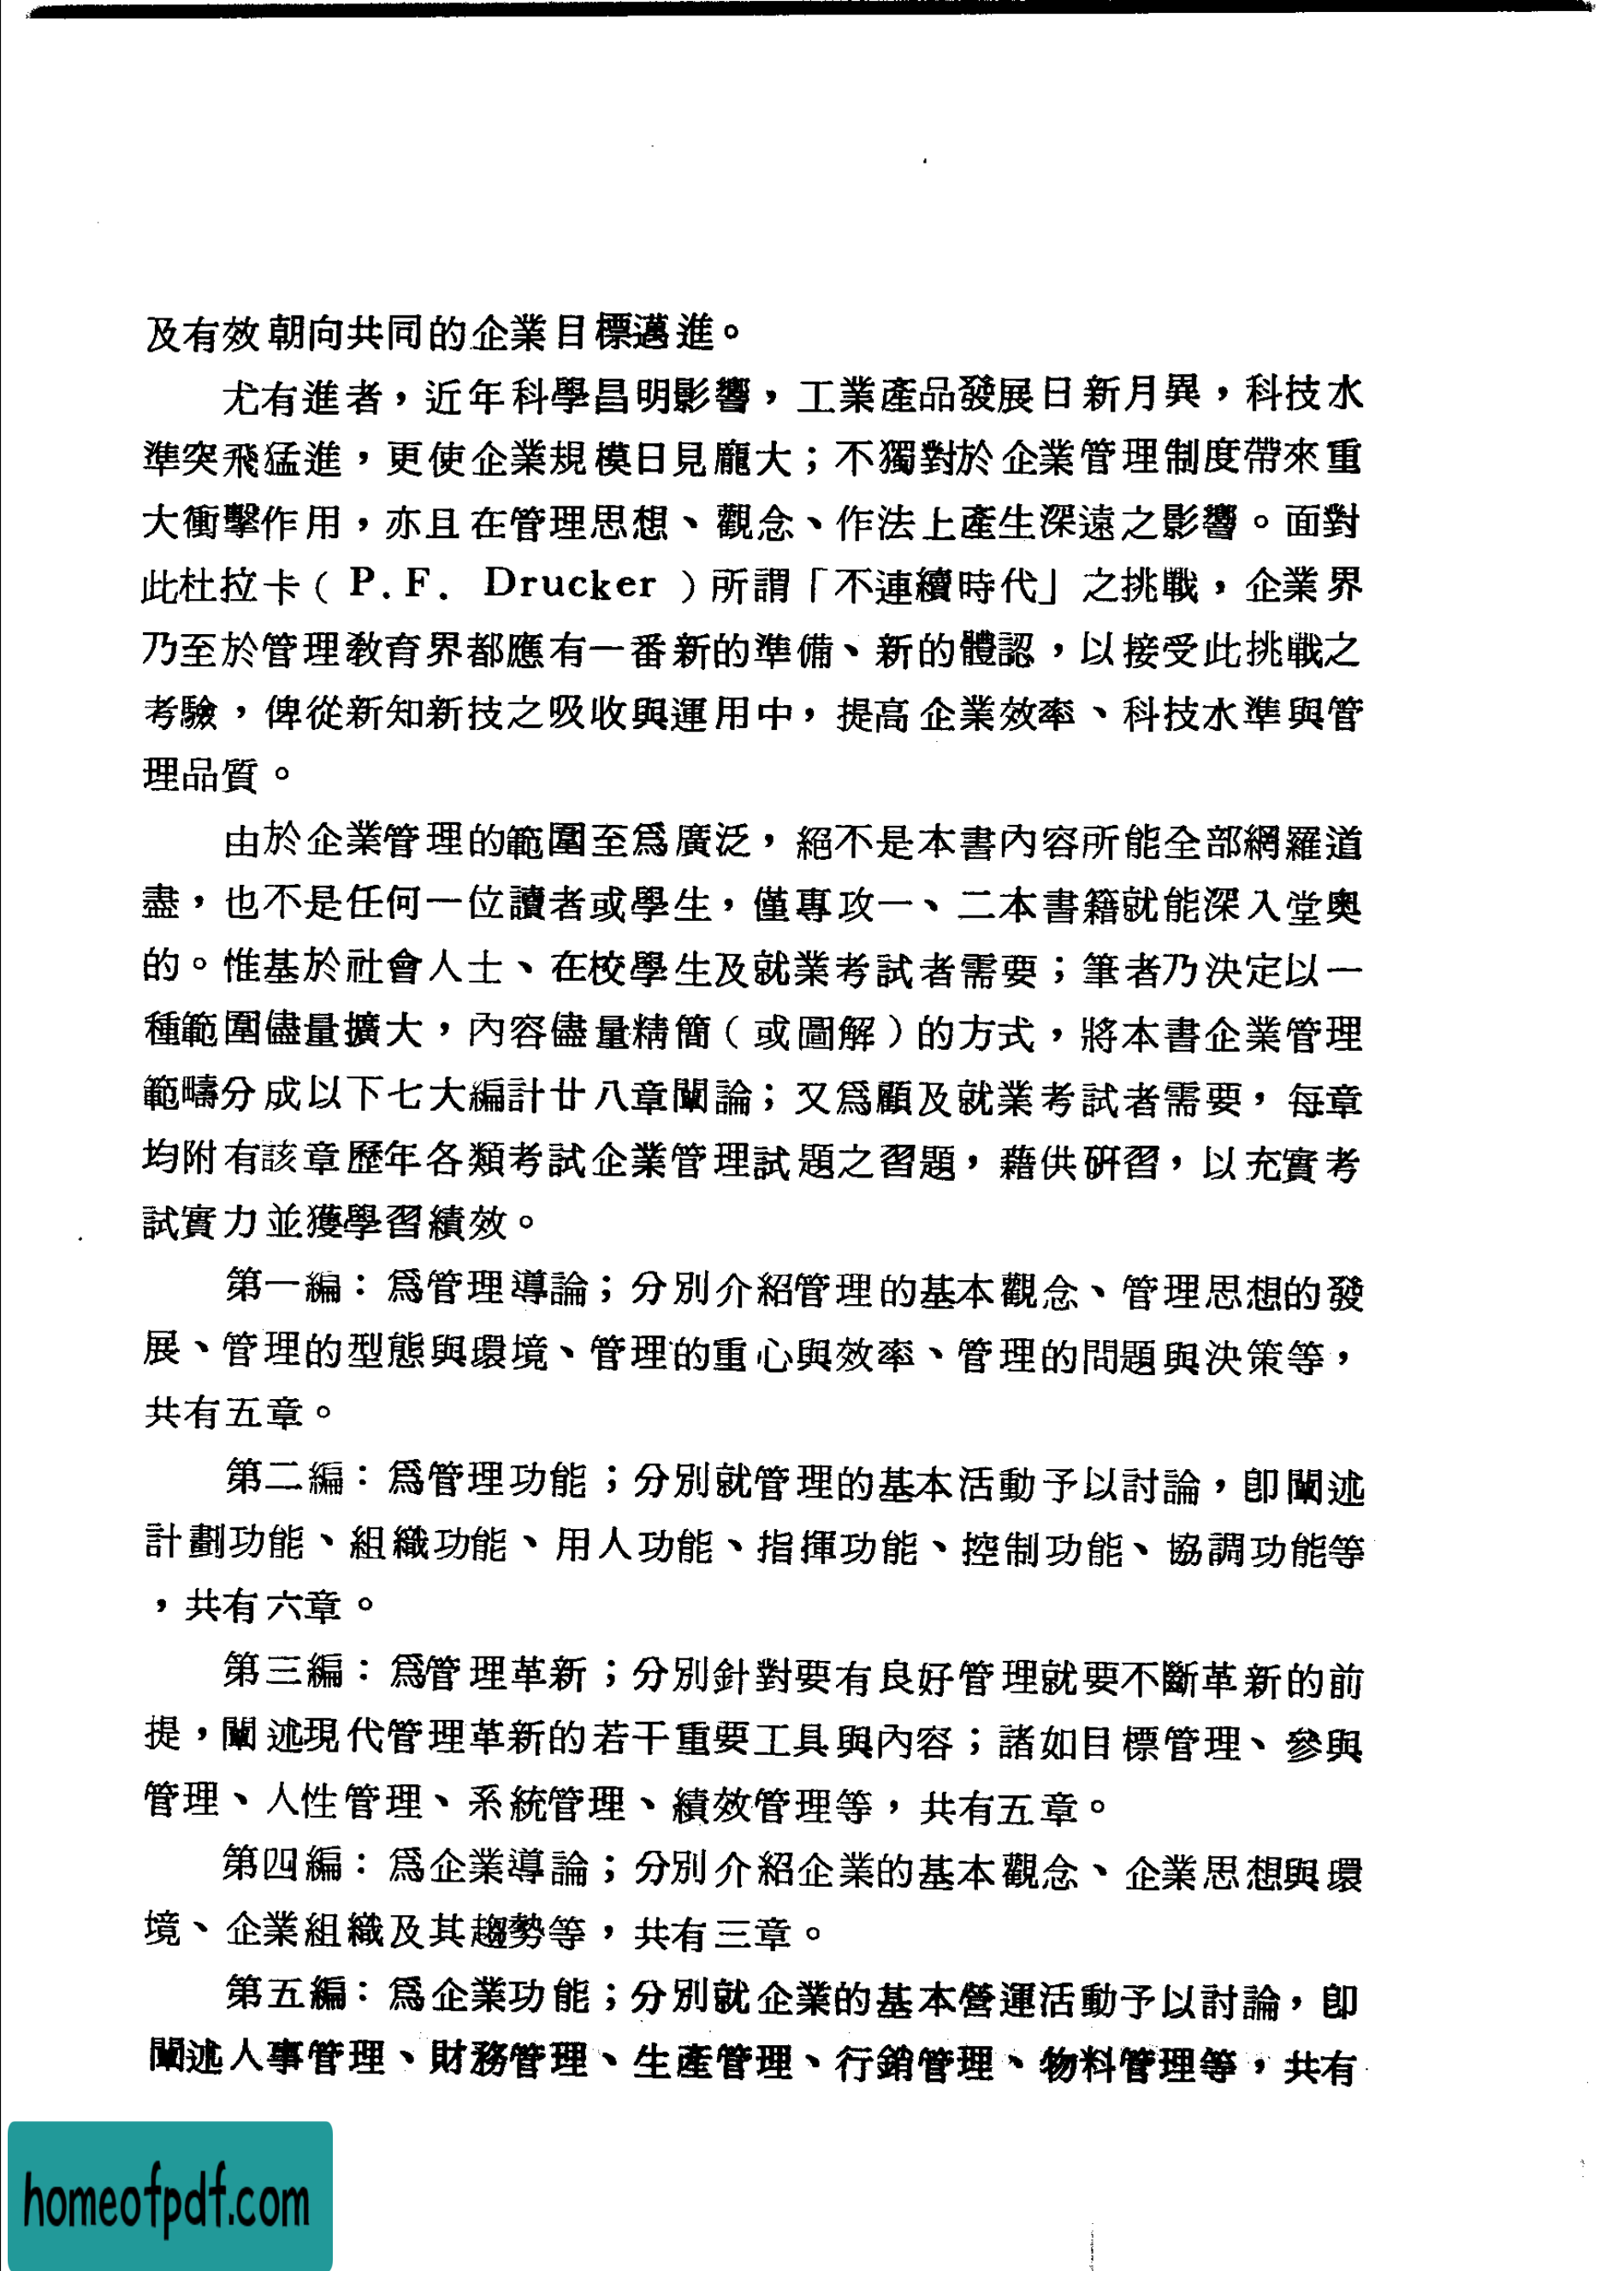 及有效朝向共同的企業目標邁進。
尤有進者，近年科學昌明影響，工業產品發展日新月異，科技水
準突飛猛進，更使企業規模日見龐大；不獨對於企業管理制度帶來重
大衝擊作用，亦且在管理思想、觀念、作法上產生深遠之影響。面對
此杜拉卡（P.F. Drucker）所謂「不連續時代」之挑戰，企業界
乃至於管理教育界都應有一番新的準備、新的體認，以接受此挑戰之
考驗，俾從新知新技之吸收與運用中，提高企業效率、科技水準與管
理品質。
由於企業管理的範圍至爲廣泛，絕不是本書內容所能全部網羅道
盡，也不是任何一位讀者或學生，僅專攻一、二本書籍就能深入堂奧
的。惟基於社會人士、在校學生及就業考試者需要；筆者乃決定以一
種範圍儘量擴大，內容儘量精簡（或圖解）的方式，將本書企業管理
範疇分成以下七大編計廿八章闡論；又爲顧及就業考試者需要，每章
均附有該章歷年各類考試企業管理試題之習題，藉供研習，以充實考
試實力並獲學習績效。
第一編：爲管理導論；分別介紹管理的基本觀念、管理思想的發
展、管理的型態與環境、管理的重心與效率、管理的問題與決策等，
共有五章。
第二編：爲管理功能；分別就管理的基本活動予以討論，卽闡述
計劃功能、組織功能、用人功能、指揮功能、控制功能、協調功能等
，共有六章。
第三編：爲管理革新；分別針對要有良好管理就要不斷革新的前
提，闡述現代管理革新的若干重要工具與內容；諸如目標管理、參與
管理、人性管理、系統管理、績效管理等，共有五章。
第四編：爲企業導論；分別介紹企業的基本觀念、企業思想與環
境、企業組織及其趨勢等，共有三章。
第五編：爲企業功能；分別就企業的基本營運活動予以討論，卽
闡述人事管理、財務管理、生產管理、行銷管理、物料管理等，共有
homeofpdf.com